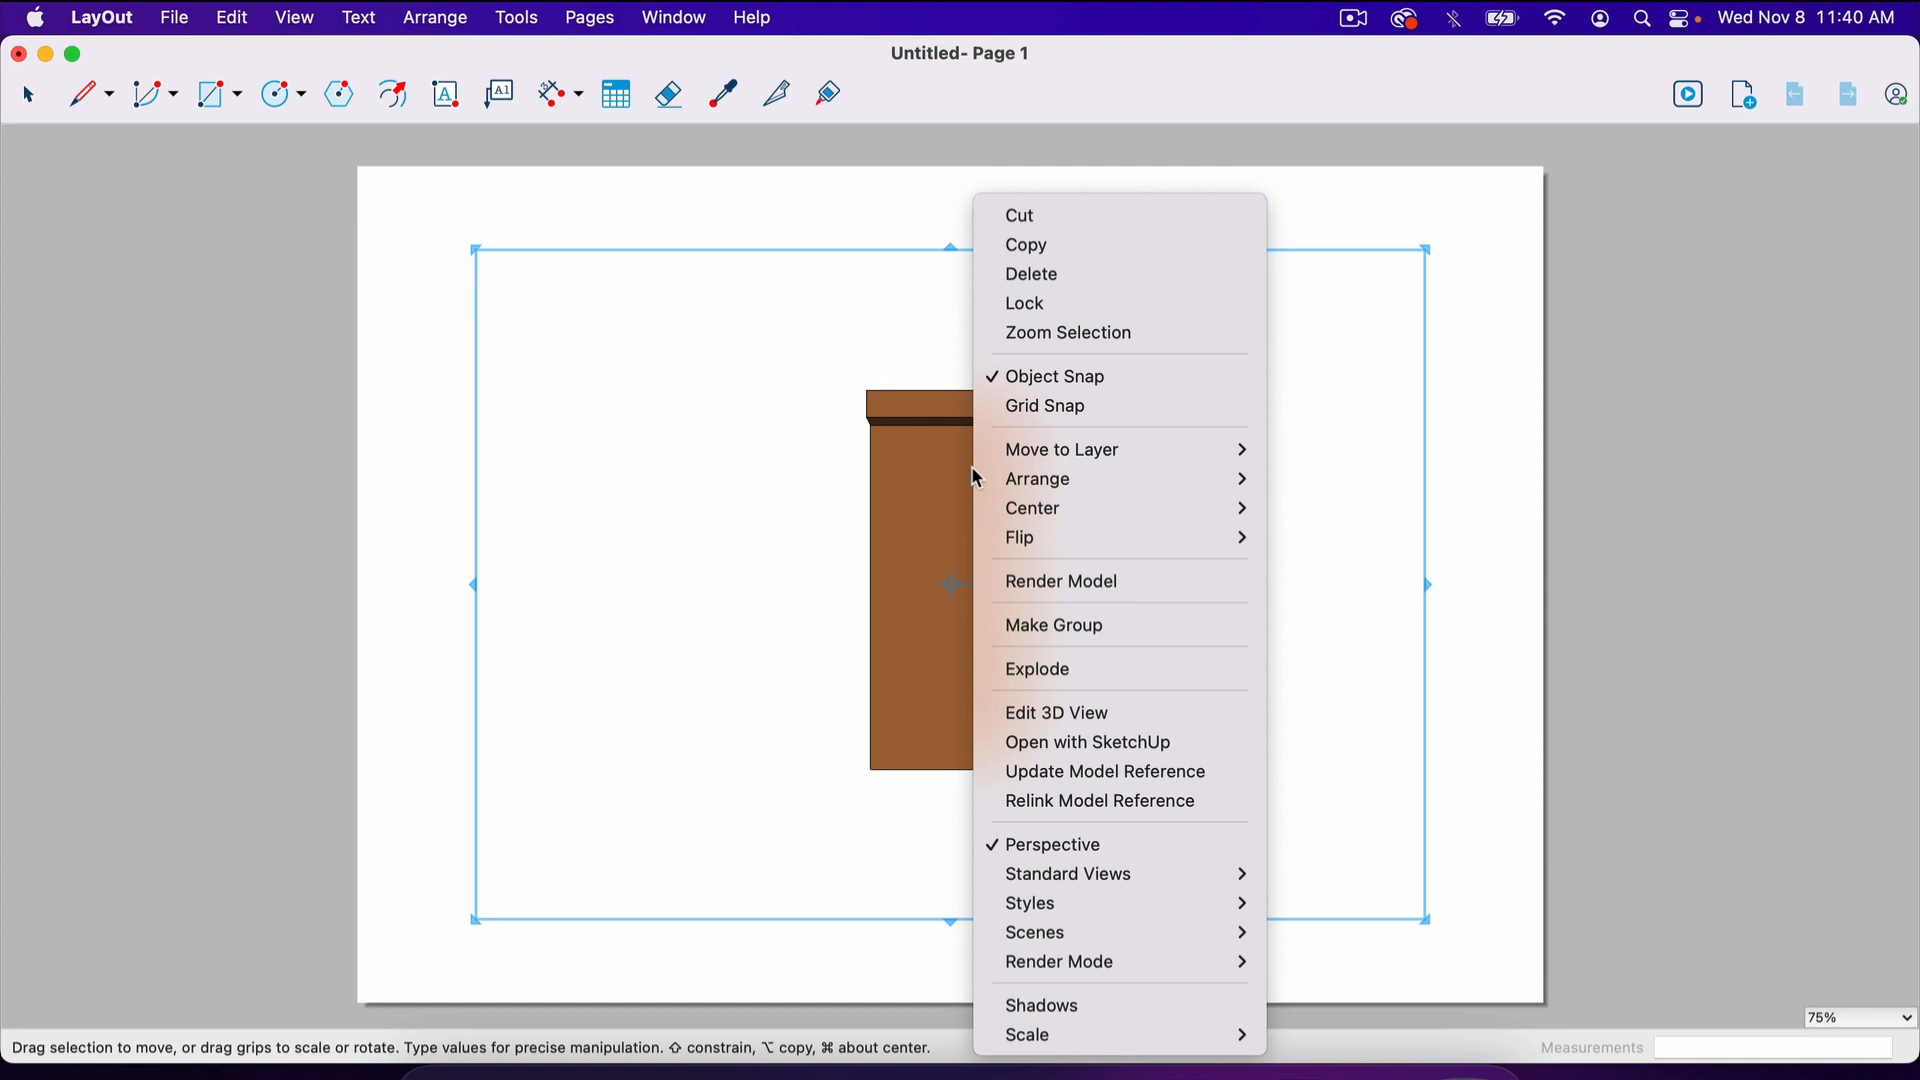 LayOut File Edit View Text Arrange Tools Pages Window Help Wed Nov 8 11:40 AM
Untitled- Page 1
A A1
Cut
Copy
Delete
Lock
Zoom Selection
✓ Object Snap
Grid Snap
Move to Layer
Arrange
Center
Flip
Render Model
Make Group
Explode
Edit 3D View
Open with SketchUp
Update Model Reference
Relink Model Reference
✓ Perspective
Standard Views
Styles
Scenes
Render Mode
Shadows
Scale
75%
Drag selection to move, or drag grips to scale or rotate. Type values for precise manipulation. ⇧ constrain, ⌥ copy, ⌘ about center. Measurements